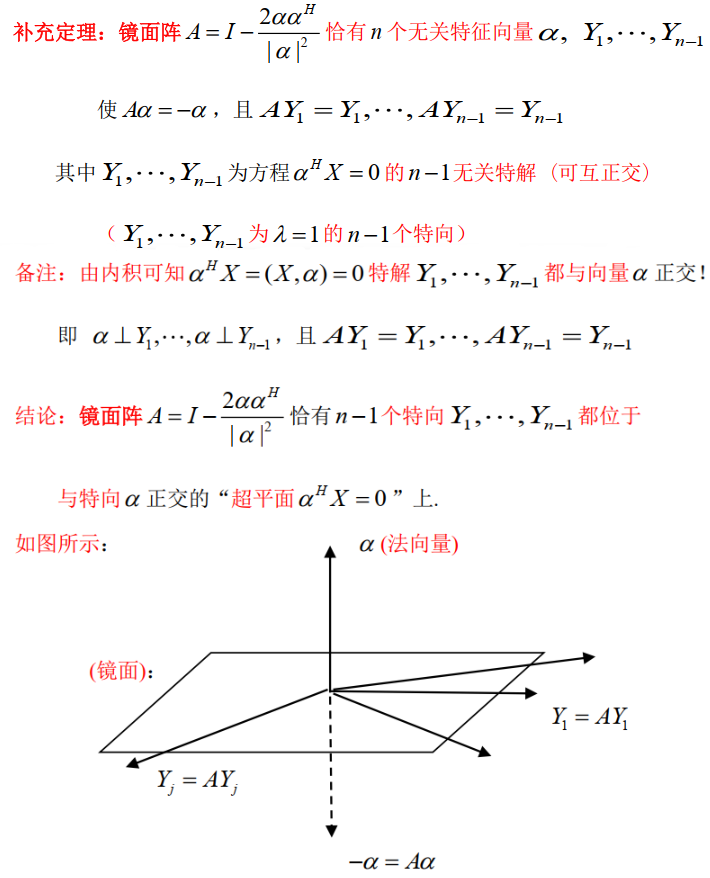 补充定理：镜面阵 $A = I - \frac{2\alpha\alpha^H}{|\alpha|^2}$ 恰有 $n$ 个无关特征向量 $\alpha$, $Y_1, \cdots, Y_{n-1}$
使 $A\alpha = -\alpha$，且 $AY_1 = Y_1, \cdots, AY_{n-1} = Y_{n-1}$
其中 $Y_1, \cdots, Y_{n-1}$ 为方程 $\alpha^H X = 0$ 的 $n-1$ 无关特解（可互正交）
（$Y_1, \cdots, Y_{n-1}$ 为 $\lambda = 1$ 的 $n-1$ 个特向）
备注：由内积可知 $\alpha^H X = (X, \alpha) = 0$ 特解 $Y_1, \cdots, Y_{n-1}$ 都与向量 $\alpha$ 正交！
即 $\alpha \perp Y_1, \cdots, \alpha \perp Y_{n-1}$，且 $AY_1 = Y_1, \cdots, AY_{n-1} = Y_{n-1}$
结论：镜面阵 $A = I - \frac{2\alpha\alpha^H}{|\alpha|^2}$ 恰有 $n-1$ 个特向 $Y_1, \cdots, Y_{n-1}$ 都位于
与特向 $\alpha$ 正交的“超平面 $\alpha^H X = 0$ ”上.
如图所示：
$\alpha$ (法向量)
(镜面)：
$Y_1 = AY_1$
$Y_j = AY_j$
$-\alpha = A\alpha$